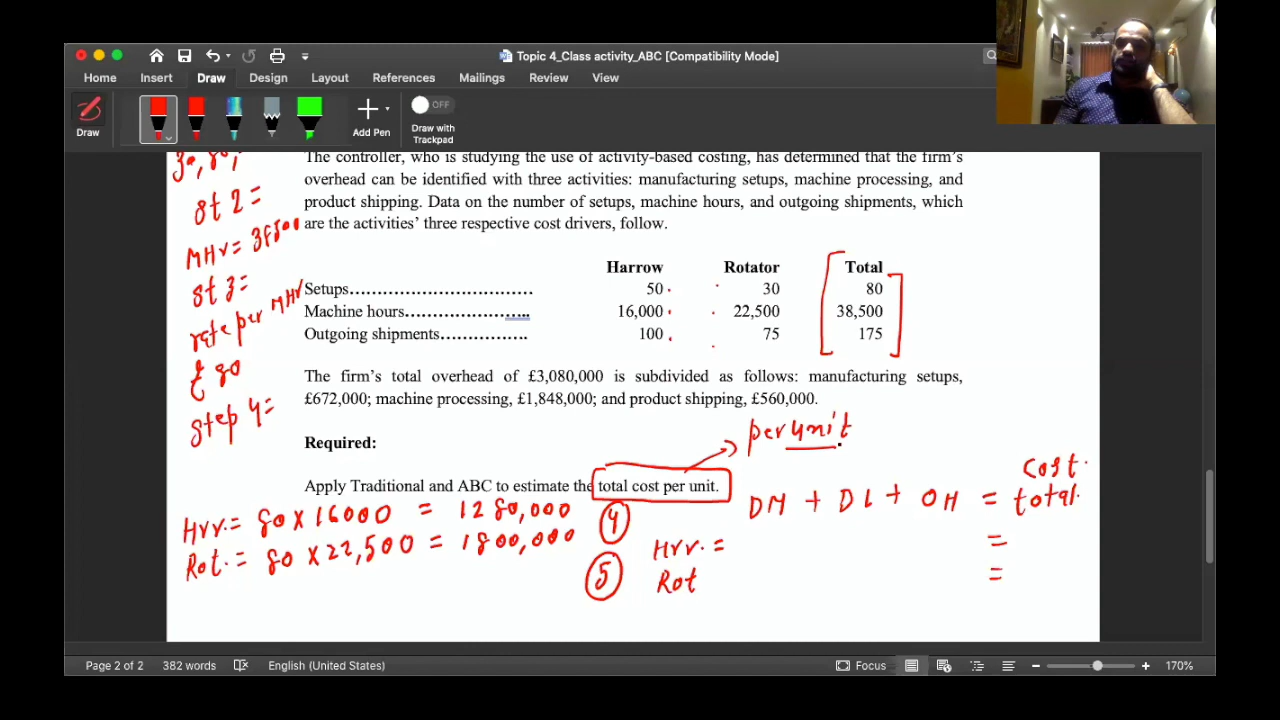 Topic 4_Class activity_ABC [Compatibility Mode]
Home Insert Draw Design Layout References Mailings Review View
OFF
Draw
Add Pen
Draw with Trackpad
The controller, who is studying the use of activity-based costing, has determined that the firm's
overhead can be identified with three activities: manufacturing setups, machine processing, and
product shipping. Data on the number of setups, machine hours, and outgoing shipments, which
are the activities' three respective cost drivers, follow.
st 2 =
MHr = 38500
st 3 =
rate per MHr
£ 80
step 4 =
Harrow Rotator Total
Setups…………………………… 50 30 80
Machine hours…………………….. 16,000 22,500 38,500
Outgoing shipments……………. 100 75 175
The firm's total overhead of £3,080,000 is subdivided as follows: manufacturing setups,
£672,000; machine processing, £1,848,000; and product shipping, £560,000.
per unit
Required:
Apply Traditional and ABC to estimate the total cost per unit.
Hrr. = 80 x 16000 = 1280,000 4
Rot. = 80 x 22,500 = 1800,000 5
cost.
DM + DL + OH = total.
Hrr. = =
Rot =
Page 2 of 2 382 words English (United States) Focus 170%